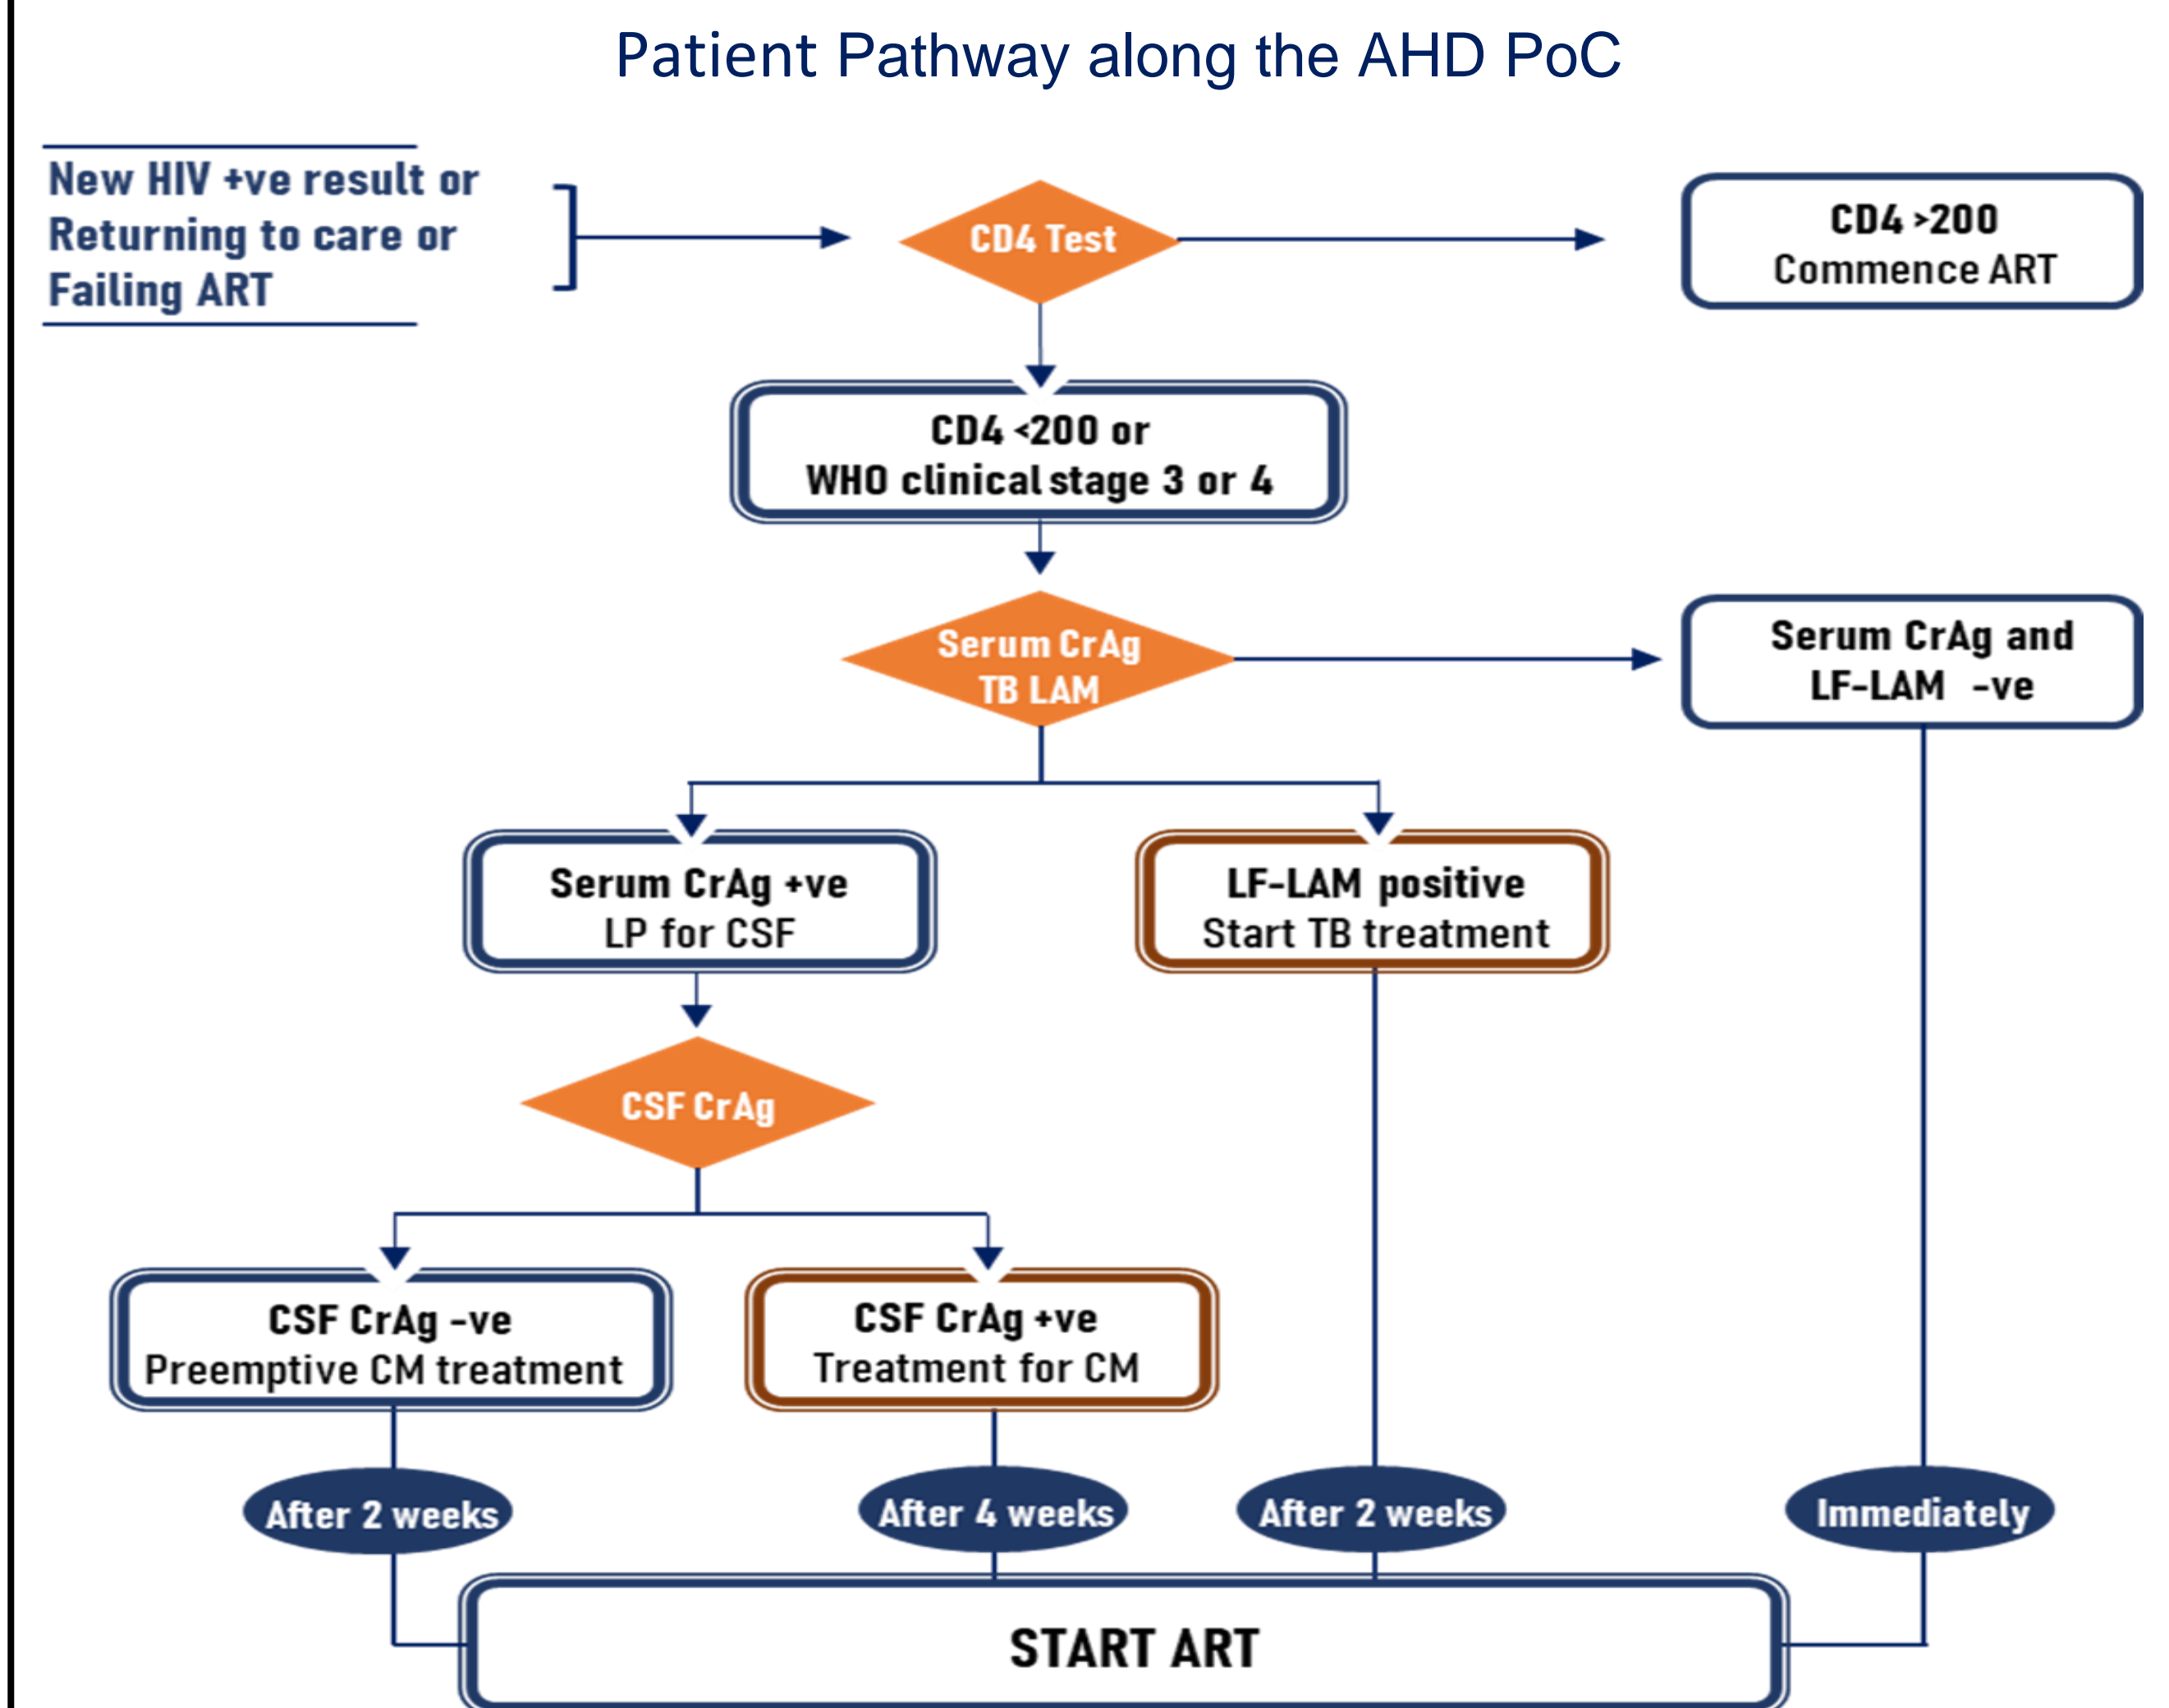 Patient Pathway along the AHD PoC
New HIV +ve result or
Returning to care or
Failing ART
CD4 Test
CD4 >200
Commence ART
CD4 <200 or
WHO clinical stage 3 or 4
Serum CrAg
TB LAM
Serum CrAg and
LF-LAM -ve
Serum CrAg +ve
LP for CSF
LF-LAM positive
Start TB treatment
CSF CrAg
CSF CrAg -ve
Preemptive CM treatment
CSF CrAg +ve
Treatment for CM
After 2 weeks
After 4 weeks
After 2 weeks
Immediately
START ART